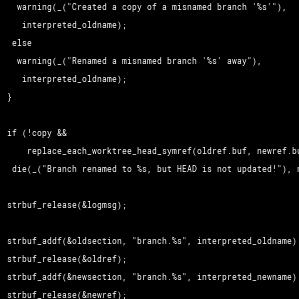 warning(_("Created a copy of a misnamed branch '%s'"),
interpreted_oldname);
else
warning(_("Renamed a misnamed branch '%s' away"),
interpreted_oldname);
}
if (!copy &&
replace_each_worktree_head_symref(oldref.buf, newref.bu
die(_("Branch renamed to %s, but HEAD is not updated!"), n
strbuf_release(&logmsg);
strbuf_addf(&oldsection, "branch.%s", interpreted_oldname)
strbuf_release(&oldref);
strbuf_addf(&newsection, "branch.%s", interpreted_newname)
strbuf_release(&newref);